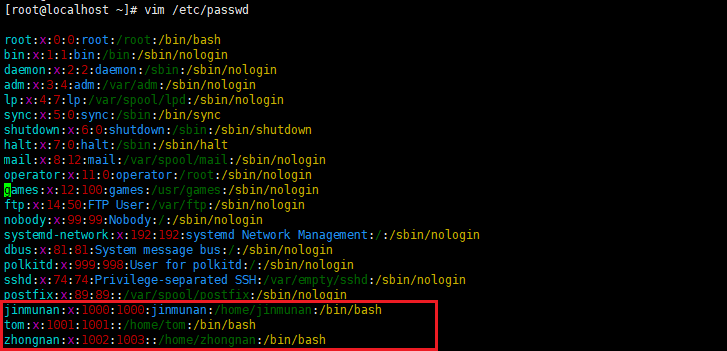 [root@localhost ~]# vim /etc/passwd
root:x:0:0:root:/root:/bin/bash
bin:x:1:1:bin:/bin:/sbin/nologin
daemon:x:2:2:daemon:/sbin:/sbin/nologin
adm:x:3:4:adm:/var/adm:/sbin/nologin
lp:x:4:7:lp:/var/spool/lpd:/sbin/nologin
sync:x:5:0:sync:/sbin:/bin/sync
shutdown:x:6:0:shutdown:/sbin:/sbin/shutdown
halt:x:7:0:halt:/sbin:/sbin/halt
mail:x:8:12:mail:/var/spool/mail:/sbin/nologin
operator:x:11:0:operator:/root:/sbin/nologin
games:x:12:100:games:/usr/games:/sbin/nologin
ftp:x:14:50:FTP User:/var/ftp:/sbin/nologin
nobody:x:99:99:Nobody:/:/sbin/nologin
systemd-network:x:192:192:systemd Network Management:/:/sbin/nologin
dbus:x:81:81:System message bus:/:/sbin/nologin
polkitd:x:999:998:User for polkitd:/:/sbin/nologin
sshd:x:74:74:Privilege-separated SSH:/var/empty/sshd:/sbin/nologin
postfix:x:89:89::/var/spool/postfix:/sbin/nologin
jinmunan:x:1000:1000:jinmunan:/home/jinmunan:/bin/bash
tom:x:1001:1001::/home/tom:/bin/bash
zhongnan:x:1002:1003::/home/zhongnan:/bin/bash